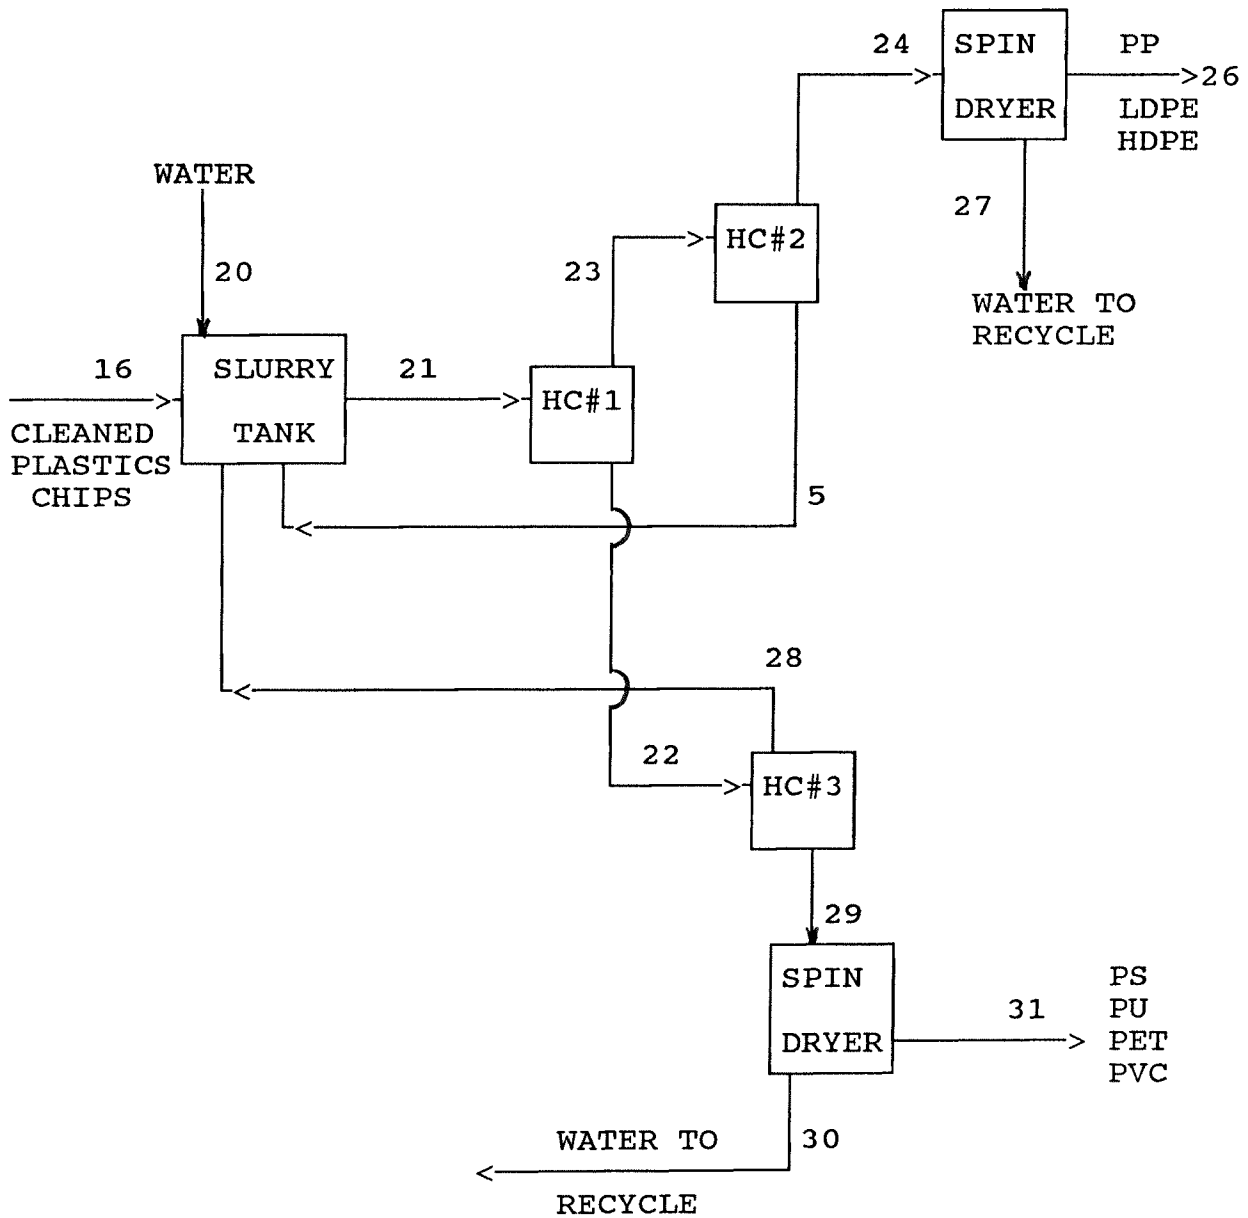 24
SPIN
DRYER
PP
26
LDPE
HDPE
WATER
20
27
WATER TO
RECYCLE
23
HC#2
16
CLEANED
PLASTICS
CHIPS
SLURRY
TANK
21
HC#1
5
28
22
HC#3
29
SPIN
DRYER
31
PS
PU
PET
PVC
30
WATER TO
RECYCLE